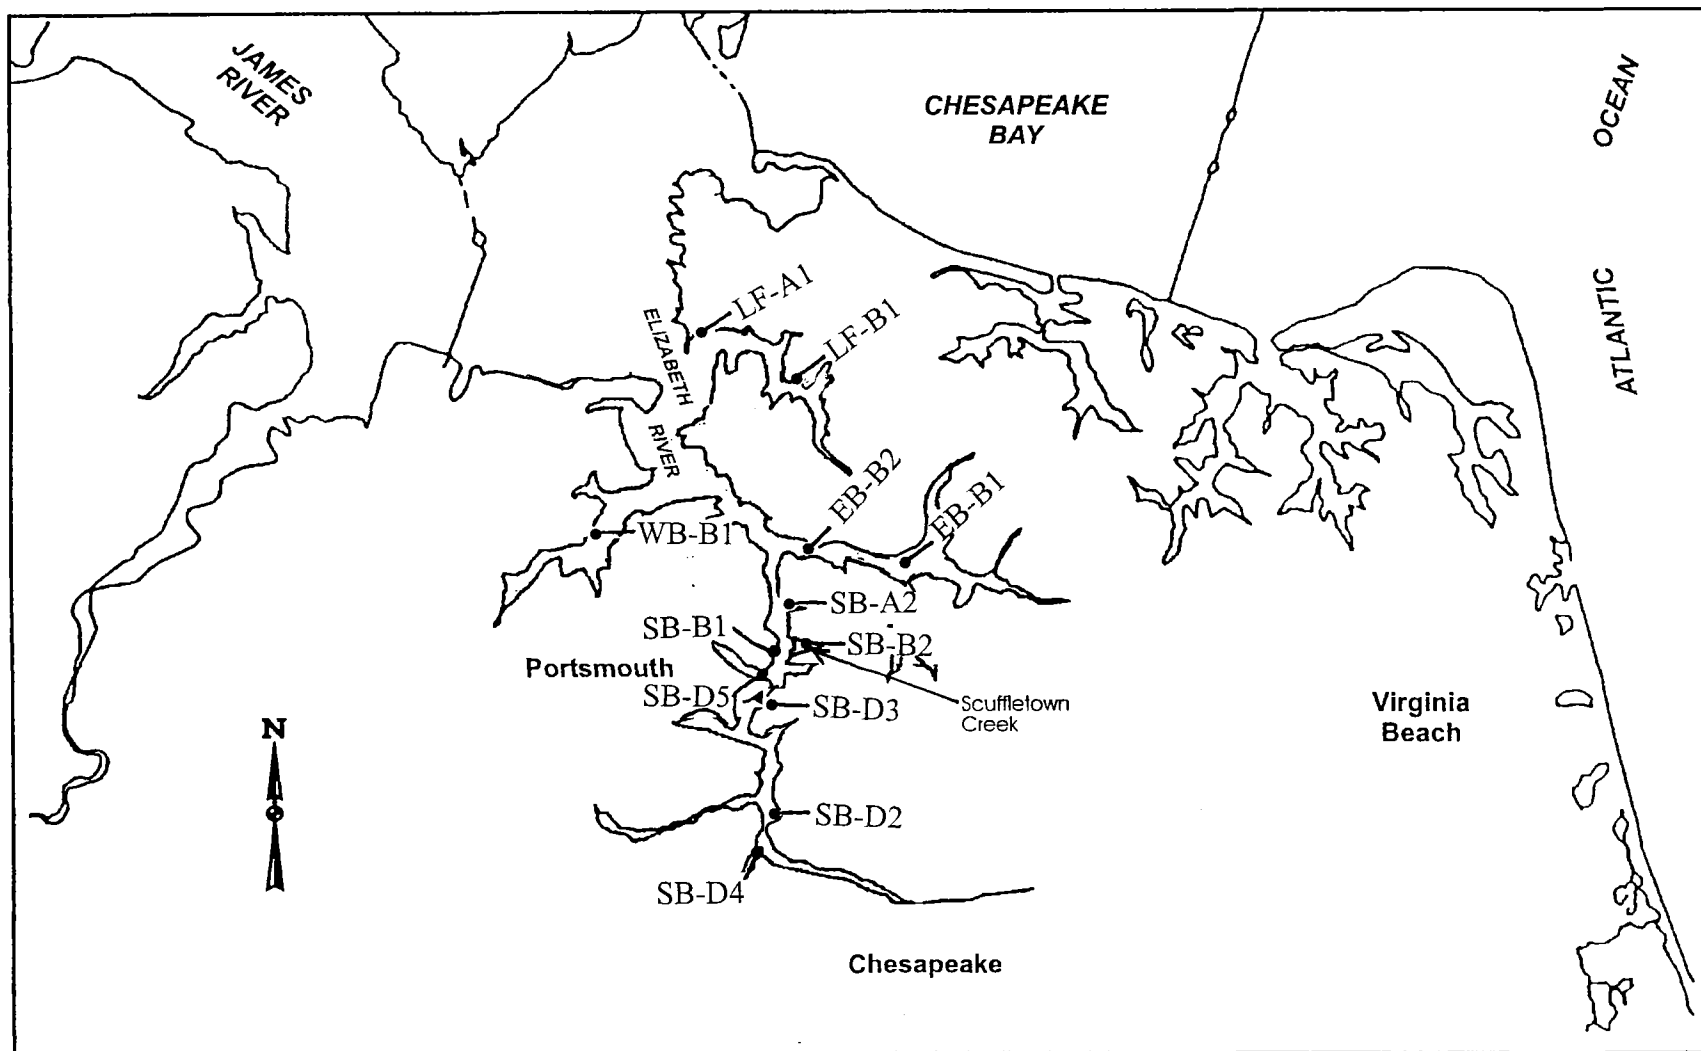 JAMES
RIVER
CHESAPEAKE
BAY
OCEAN
ATLANTIC
LF-A1
LF-B1
ELIZABETH
RIVER
EB-B2
EB-B1
WB-B1
SB-A2
SB-B1
SB-B2
Portsmouth
SB-D5
SB-D3
Scuffletown
Creek
Virginia
Beach
N
SB-D2
SB-D4
Chesapeake